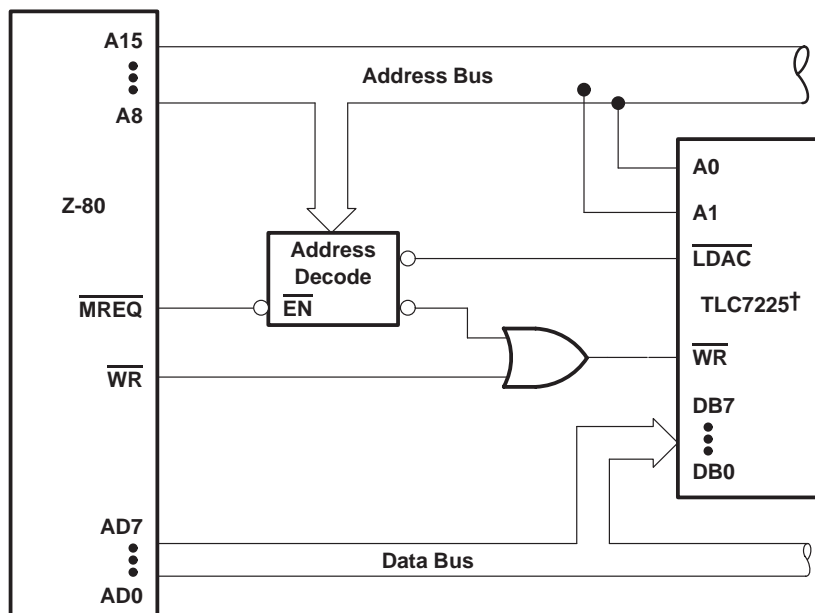 A15
Address Bus
A8
A0
Z-80
A1
Address
Decode
LDAC
MREQ
EN
TLC7225†
WR
WR
DB7
DB0
AD7
Data Bus
AD0